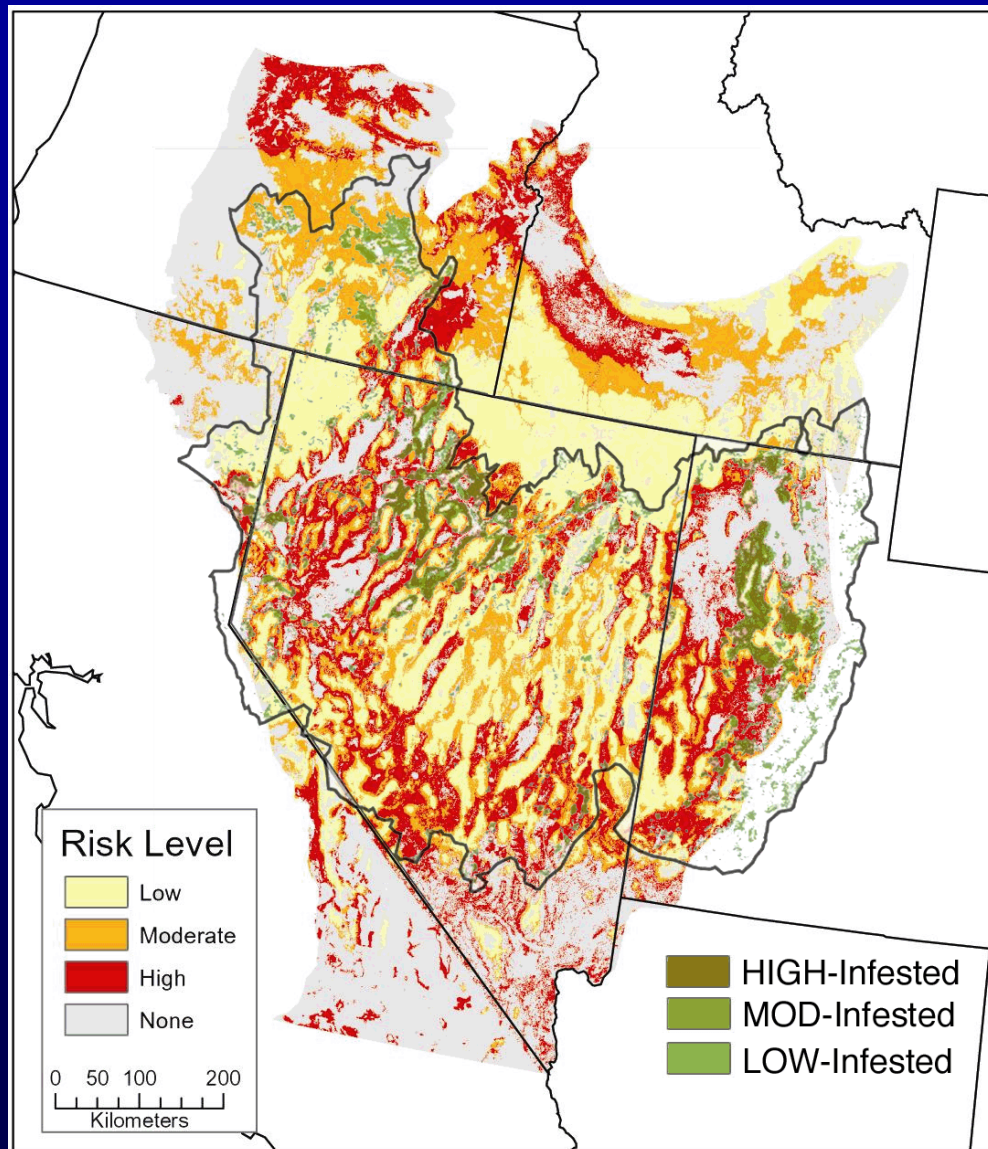 Risk Level
Low
Moderate
High
None
0 50 100 200
Kilometers
HIGH-Infested
MOD-Infested
LOW-Infested